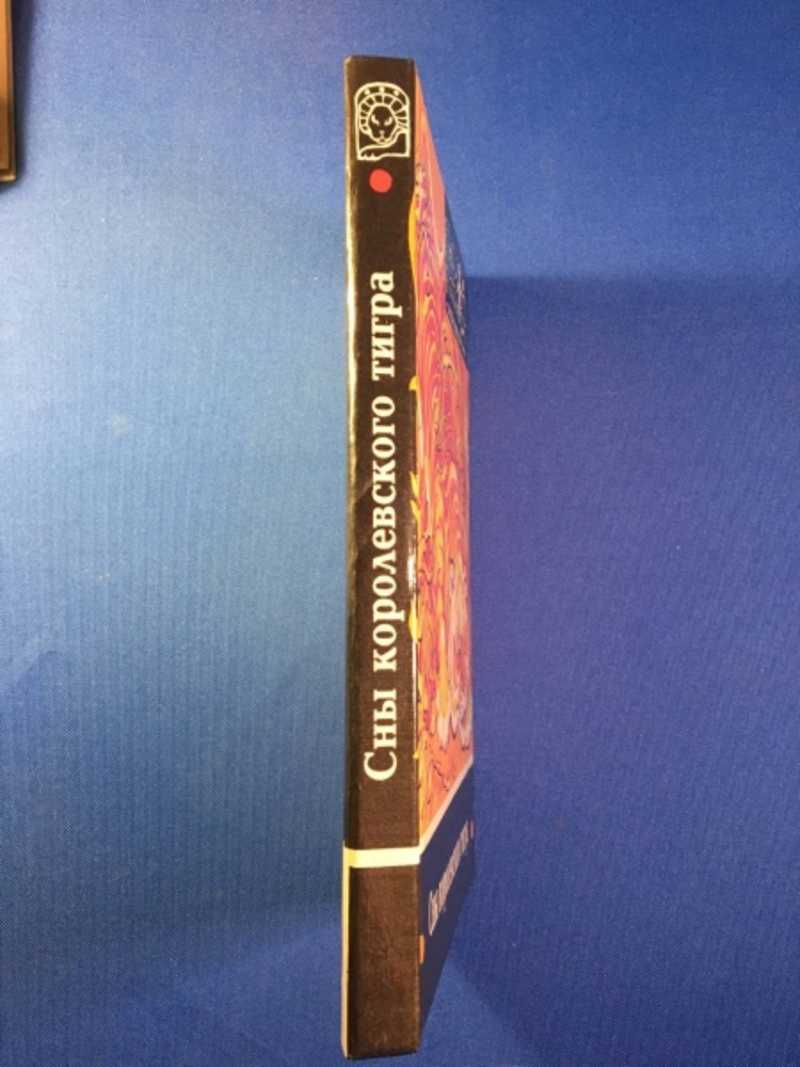 Сны королевского тигра